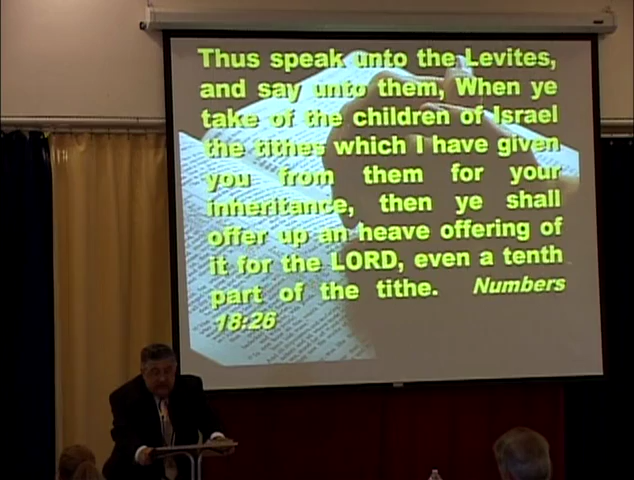 Thus speak unto the Levites,
and say unto them, When ye
take of the children of Israel
the tithes which I have given
you from them for your
inheritance, then ye shall
offer up an heave offering of
it for the LORD, even a tenth
part of the tithe. Numbers
18:26